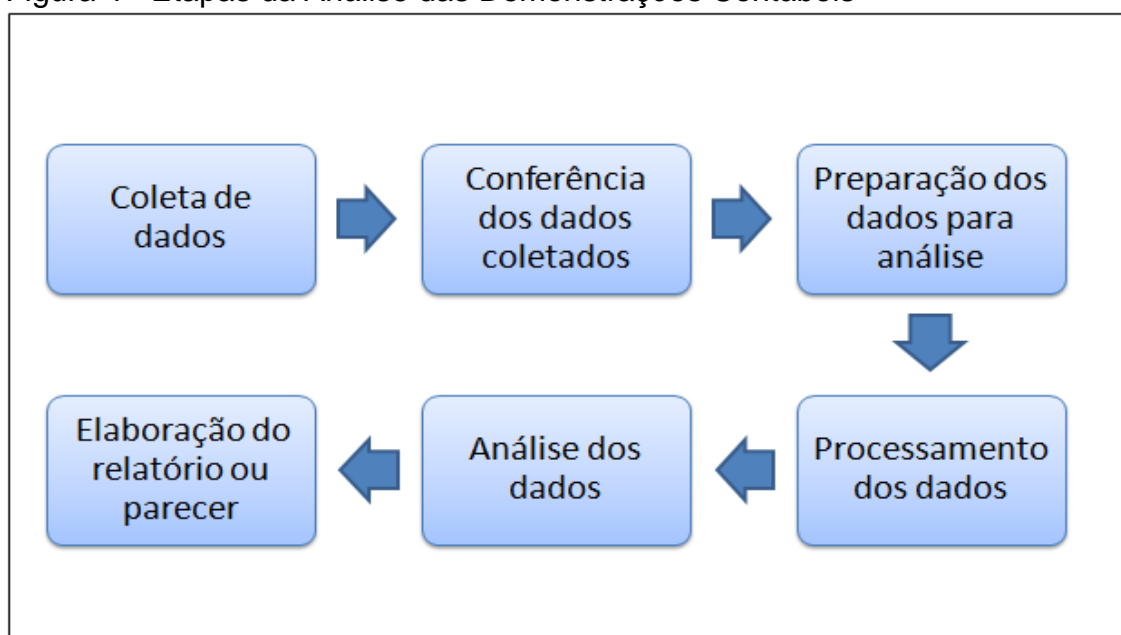 Figura - Etapas da Análise das Demonstrações Contábeis
Coleta de
dados
Conferência
dos dados
coletados
Preparação dos
dados para
análise
Processamento
dos dados
Análise dos
dados
Elaboração do
relatório ou
parecer